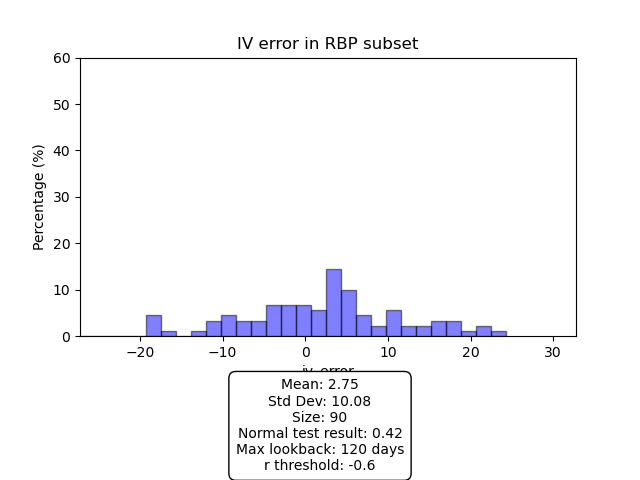 IV error in RBP subset
Percentage (%)
60
50
40
30
20
10
0
−20
−10
0
10
20
30
iv_error
Mean: 2.75
Std Dev: 10.08
Size: 90
Normal test result: 0.42
Max lookback: 120 days
r threshold: -0.6